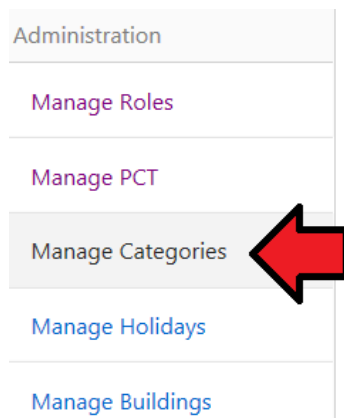 Administration
Manage Roles
Manage PCT
Manage Categories
Manage Holidays
Manage Buildings